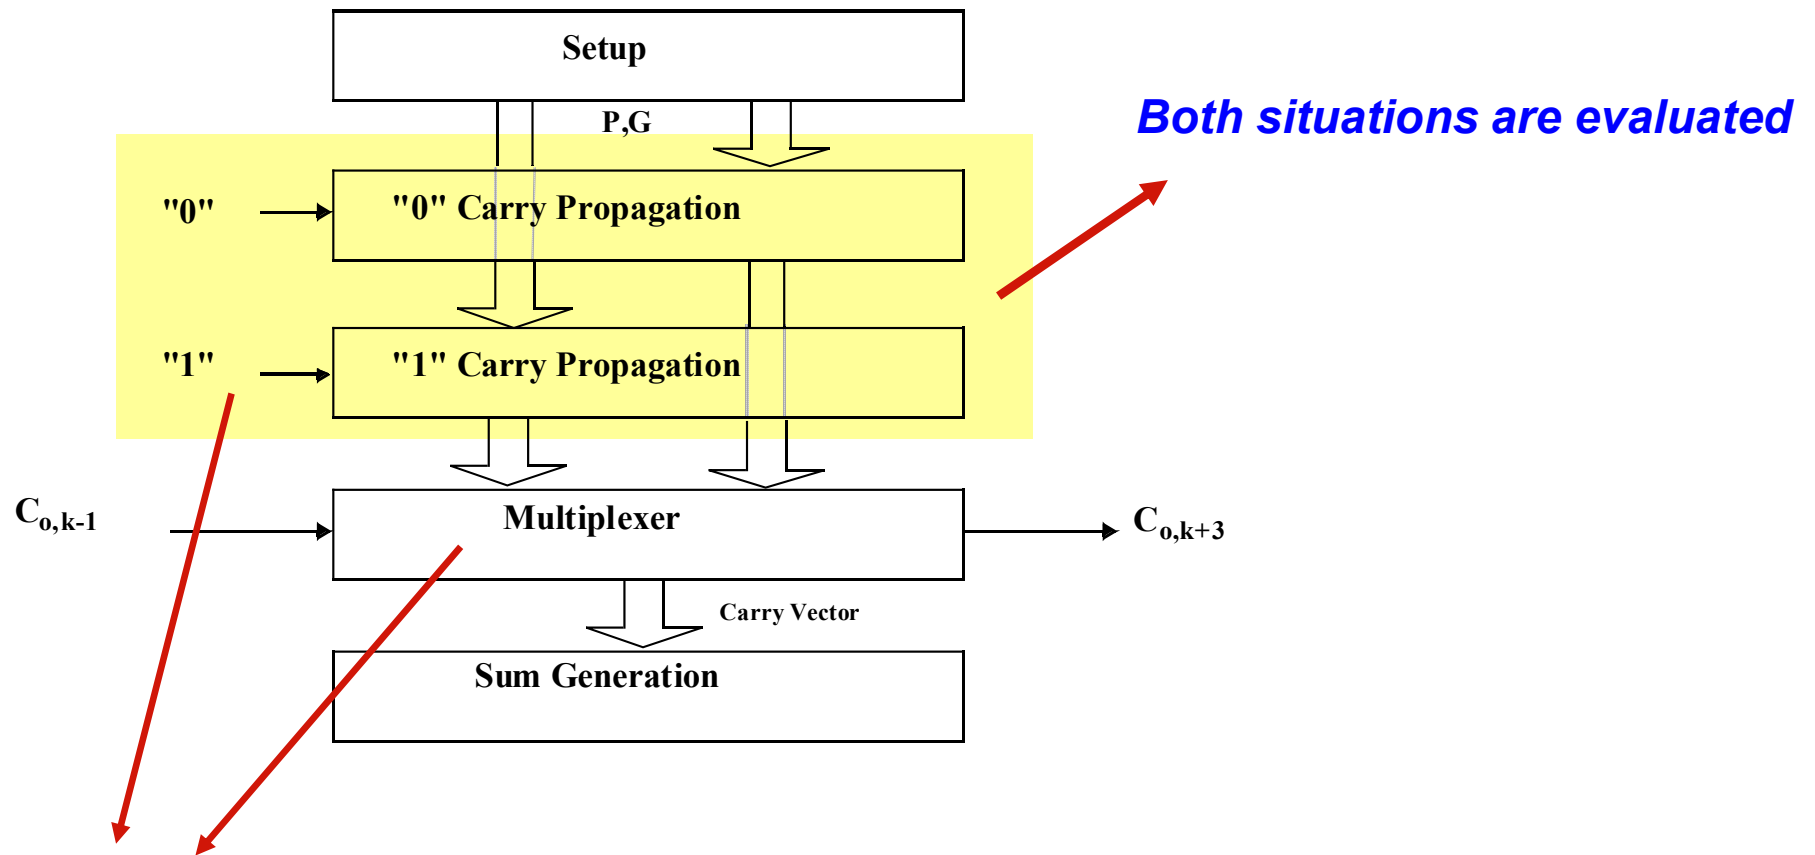 Setup
P,G
Both situations are evaluated
"0"
"0" Carry Propagation
"1"
"1" Carry Propagation
Co,k-1
Multiplexer
Co,k+3
Carry Vector
Sum Generation